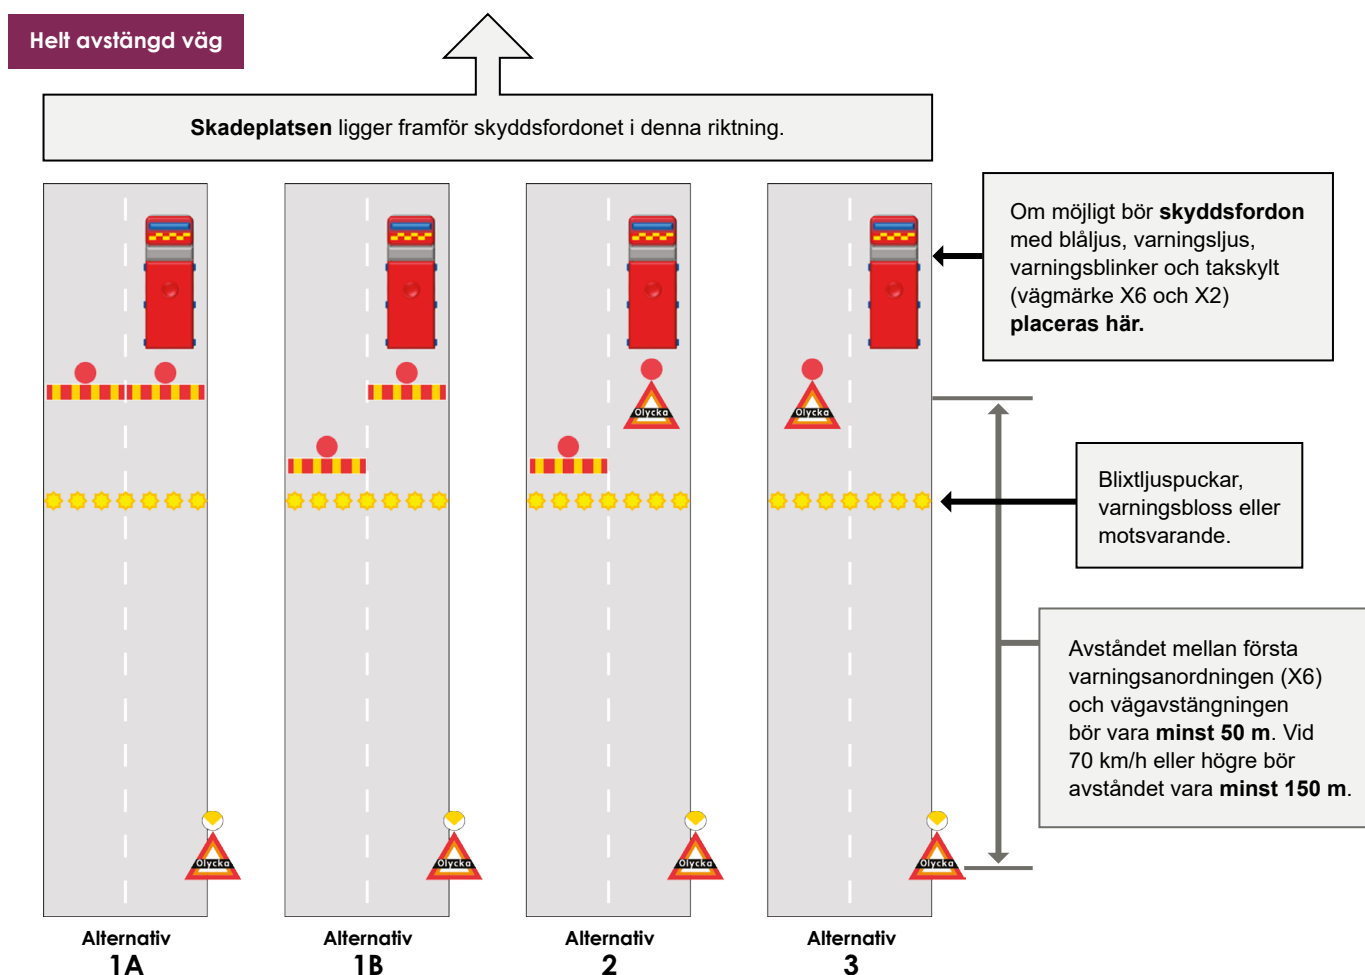 Helt avstängd väg
Skadeplatsen ligger framför skyddsfordonet i denna riktning.
Om möjligt bör skyddsfordon
med blåljus, varningsljus,
varningsblinker och takskylt
(vägmärke X6 och X2)
placeras här.
Olycka
Olycka
Blixtljuspuckar,
varningsbloss eller
motsvarande.
Avståndet mellan första
varningsanordningen (X6)
och vägavstängningen
bör vara minst 50 m. Vid
70 km/h eller högre bör
avståndet vara minst 150 m.
Olycka
Olycka
Olycka
Olycka
Alternativ
1A
Alternativ
1B
Alternativ
2
Alternativ
3